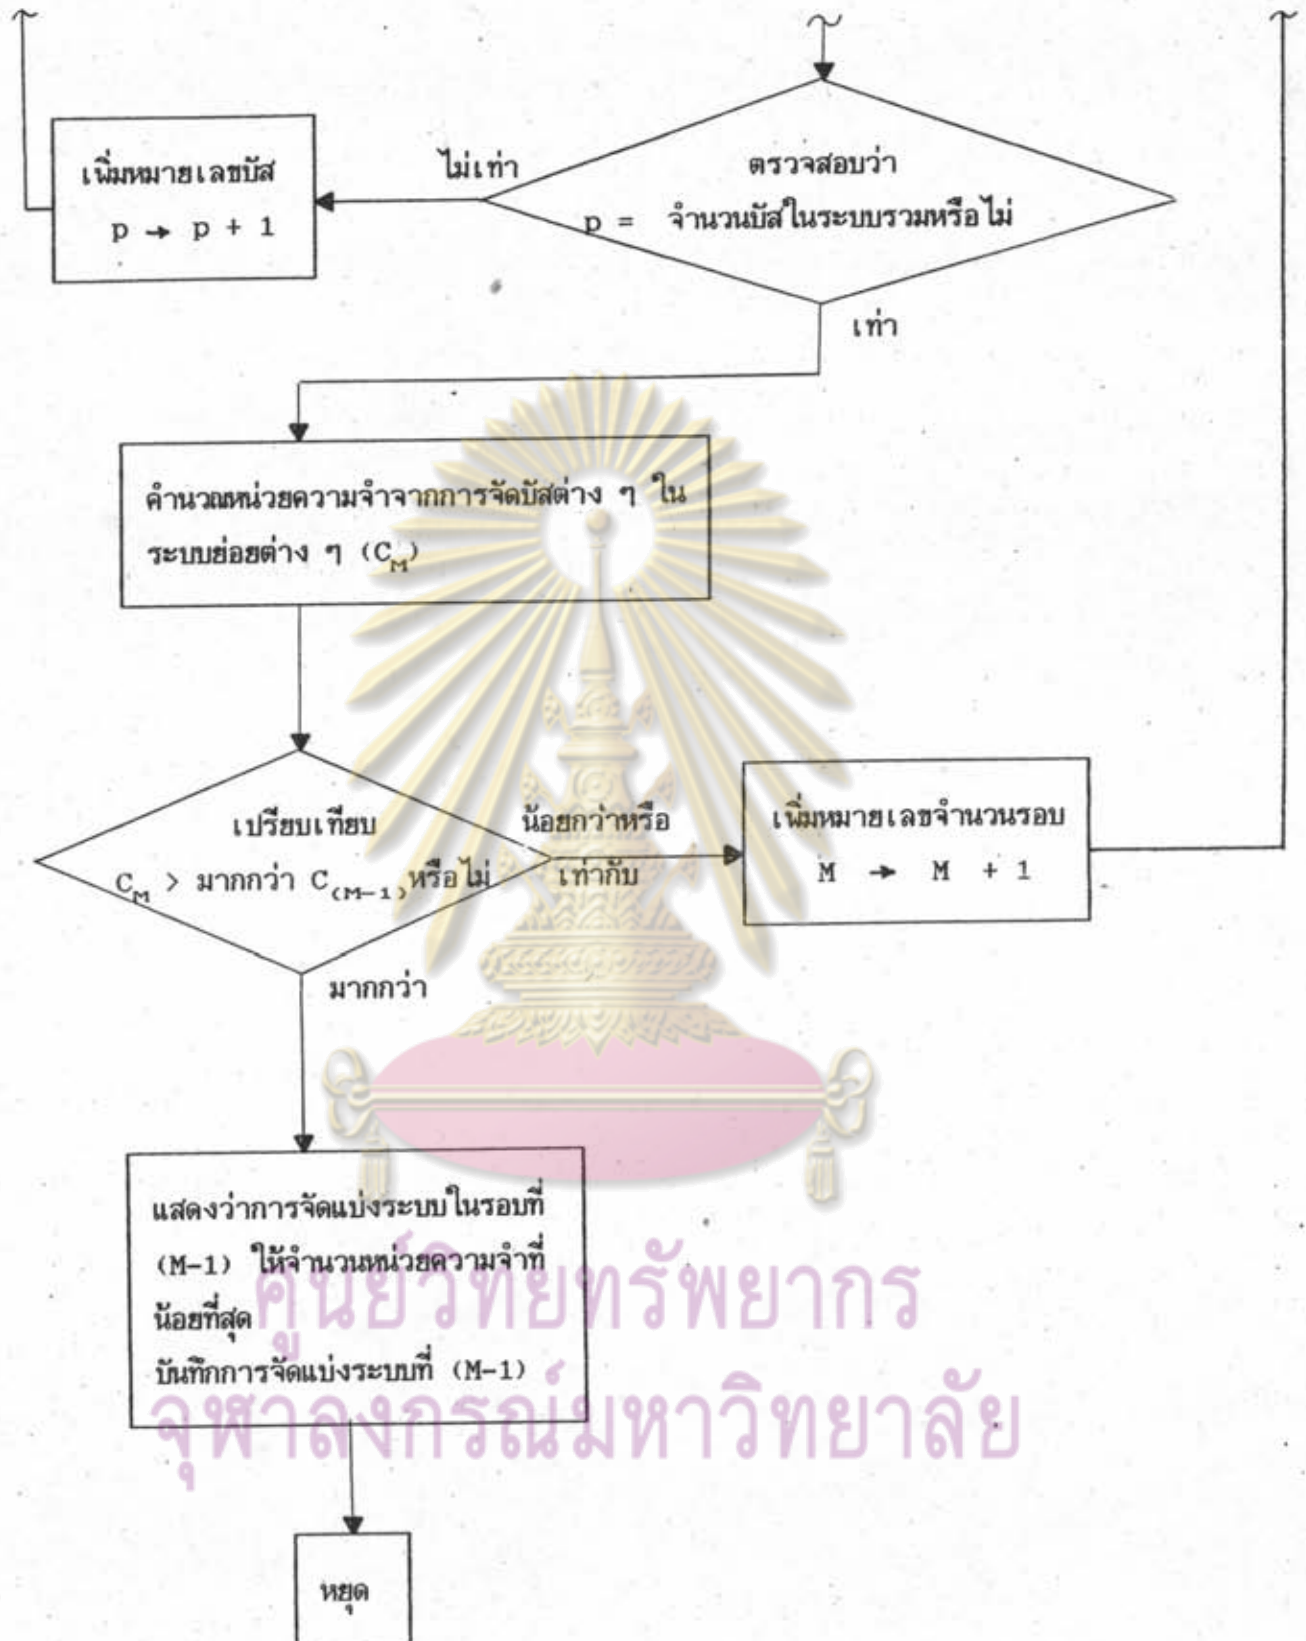 ตรวจสอบว่า
p = จำนวนบัสในระบบรวมหรือไม่
ไม่เท่า
เพิ่มหมายเลขบัส
p → p + 1
เท่า
คำนวณหน่วยความจำจากการจัดบัสต่าง ๆ ใน
ระบบย่อยต่าง ๆ (C_M)
เปรียบเทียบ
C_M > มากกว่า C_(M-1) หรือไม่
น้อยกว่าหรือ
เท่ากับ
เพิ่มหมายเลขจำนวนรอบ
M → M + 1
มากกว่า
แสดงว่าการจัดแบ่งระบบในรอบที่
(M-1) ให้จำนวนหน่วยความจำที่
น้อยที่สุด
บันทึกการจัดแบ่งระบบที่ (M-1)
หยุด
ศูนย์วิทยทรัพยากร
จุฬาลงกรณ์มหาวิทยาลัย